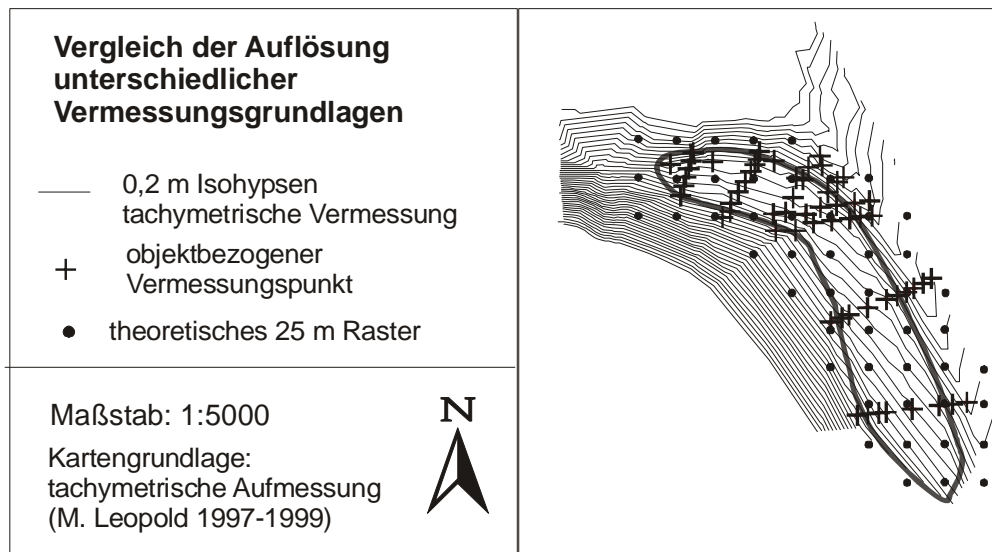 Vergleich der Auflösung
unterschiedlicher
Vermessungsgrundlagen
0,2 m Isohypsen
tachymetrische Vermessung
objektbezogener
Vermessungspunkt
theoretisches 25 m Raster
Maßstab: 1:5000
N
Kartengrundlage:
tachymetrische Aufmessung
(M. Leopold 1997-1999)